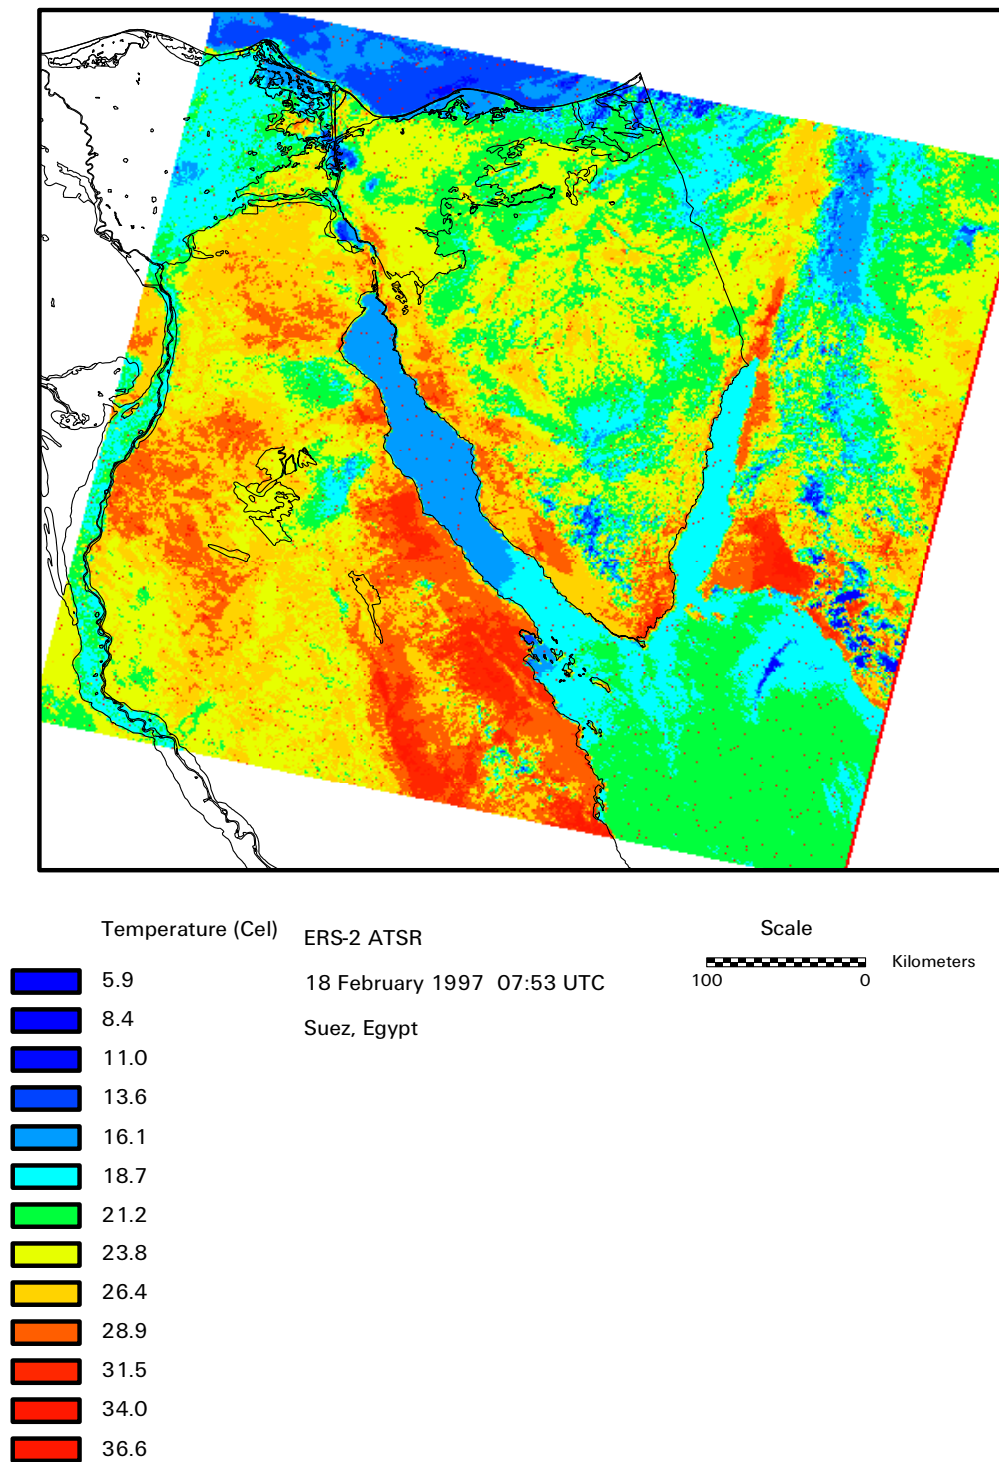 Temperature (Cel)
5.9
8.4
11.0
13.6
16.1
18.7
21.2
23.8
26.4
28.9
31.5
34.0
36.6
ERS-2 ATSR
18 February 1997 07:53 UTC
Suez, Egypt
Scale
Kilometers
100 0